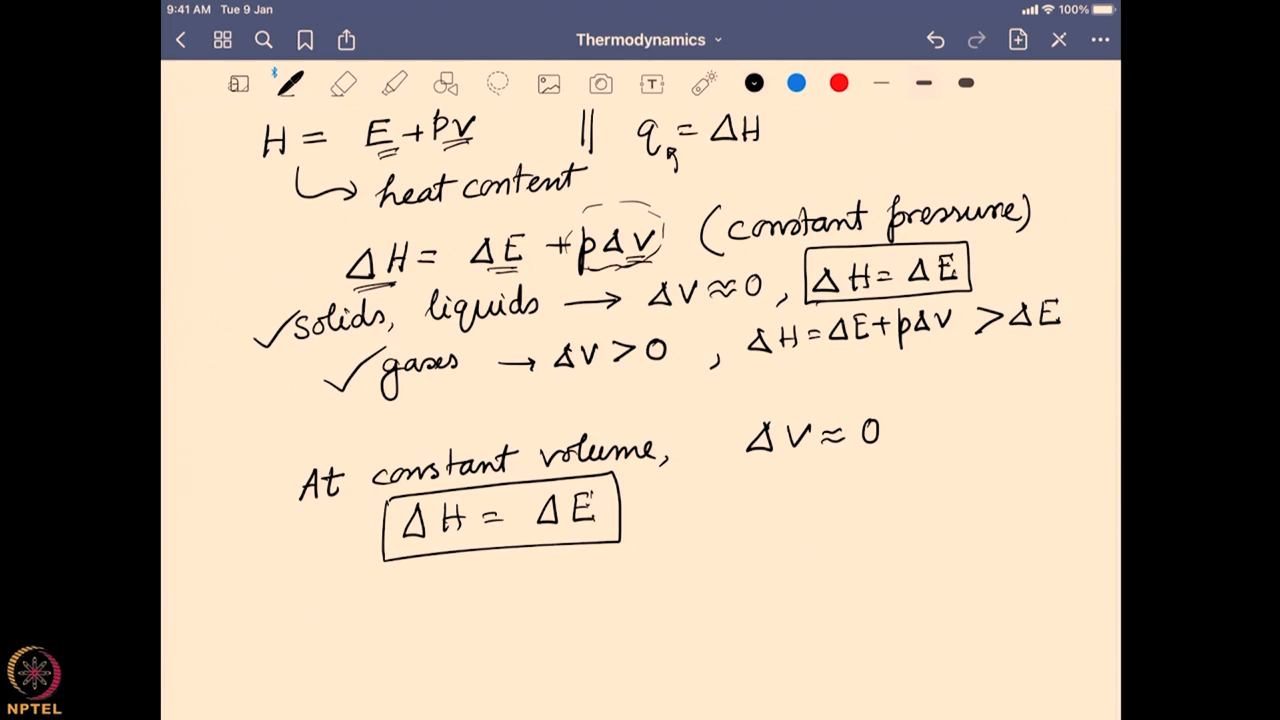 9:41 AM Tue 9 Jan
100%
Thermodynamics
T
H = E + PV || q = ΔH
heat content
ΔH = ΔE + pΔV (constant pressure)
solids, liquids → ΔV ≈ 0, ΔH = ΔE
gases → ΔV > 0, ΔH = ΔE + pΔV > ΔE
At constant volume, ΔV ≈ 0
ΔH = ΔE
NPTEL